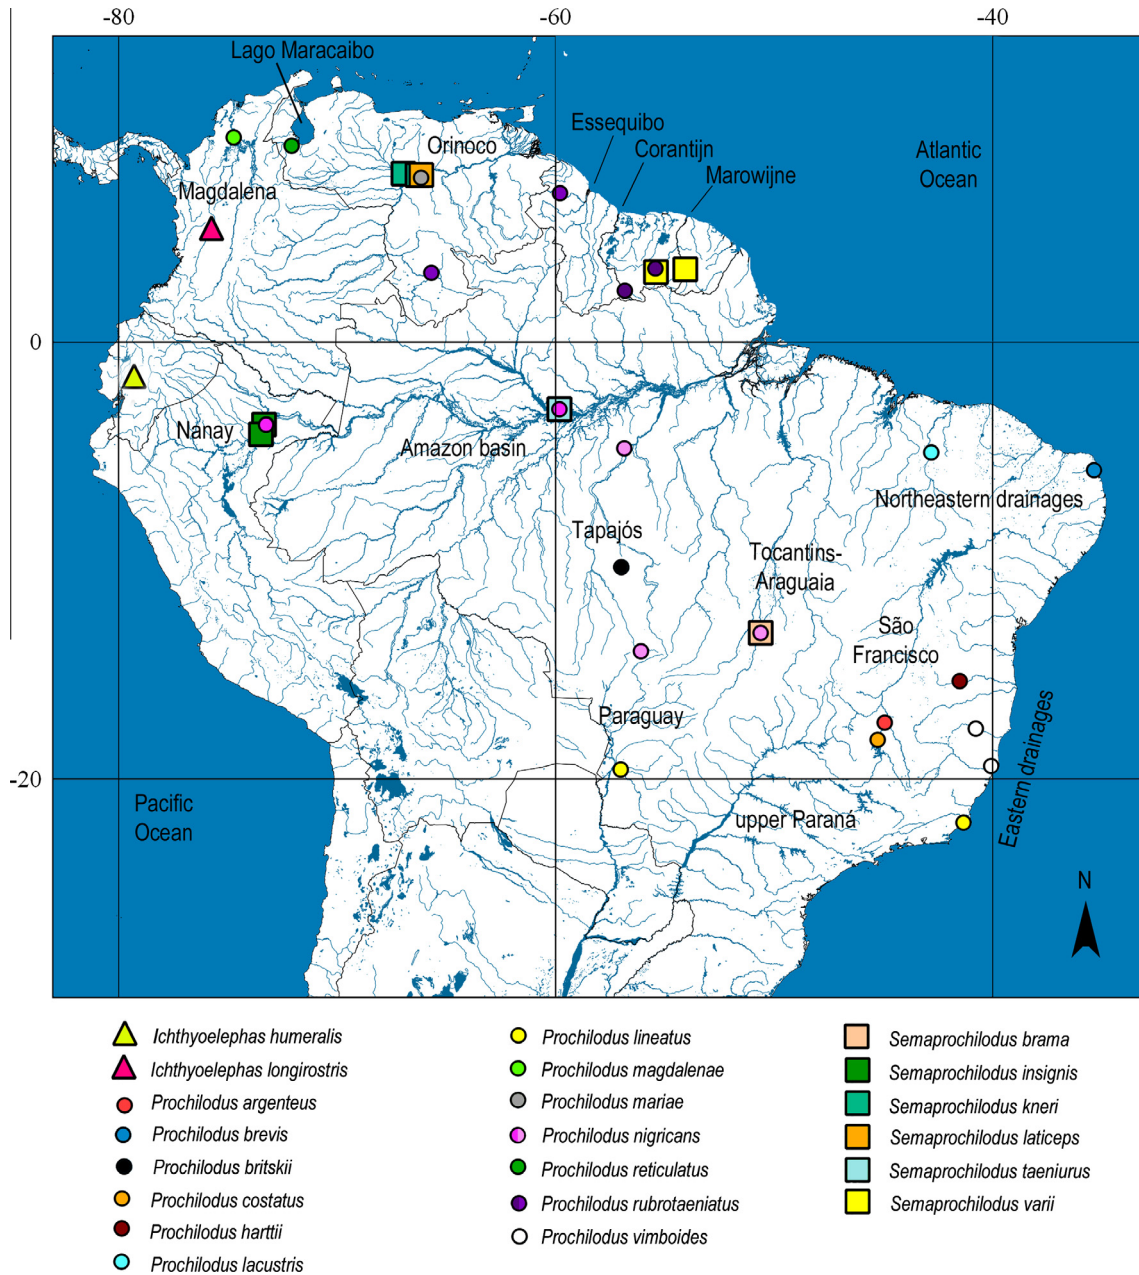 -80 -60 -40
Lago Maracaibo
Essequibo
Orinoco
Corantijn
Atlantic
Ocean
Marowijne
Magdalena
0
Nanay
Amazon basin
Northeastern drainages
Tapajós
Tocantins-
Araguaia
São
Francisco
Paraguay
Eastern drainages
-20
Pacific
Ocean
upper Paraná
N
Ichthyoelephas humeralis
Ichthyoelephas longirostris
Prochilodus argenteus
Prochilodus brevis
Prochilodus britskii
Prochilodus costatus
Prochilodus harttii
Prochilodus lacustris
Prochilodus lineatus
Prochilodus magdalenae
Prochilodus mariae
Prochilodus nigricans
Prochilodus reticulatus
Prochilodus rubrotaeniatus
Prochilodus vimboides
Semaprochilodus brama
Semaprochilodus insignis
Semaprochilodus kneri
Semaprochilodus laticeps
Semaprochilodus taeniurus
Semaprochilodus varii